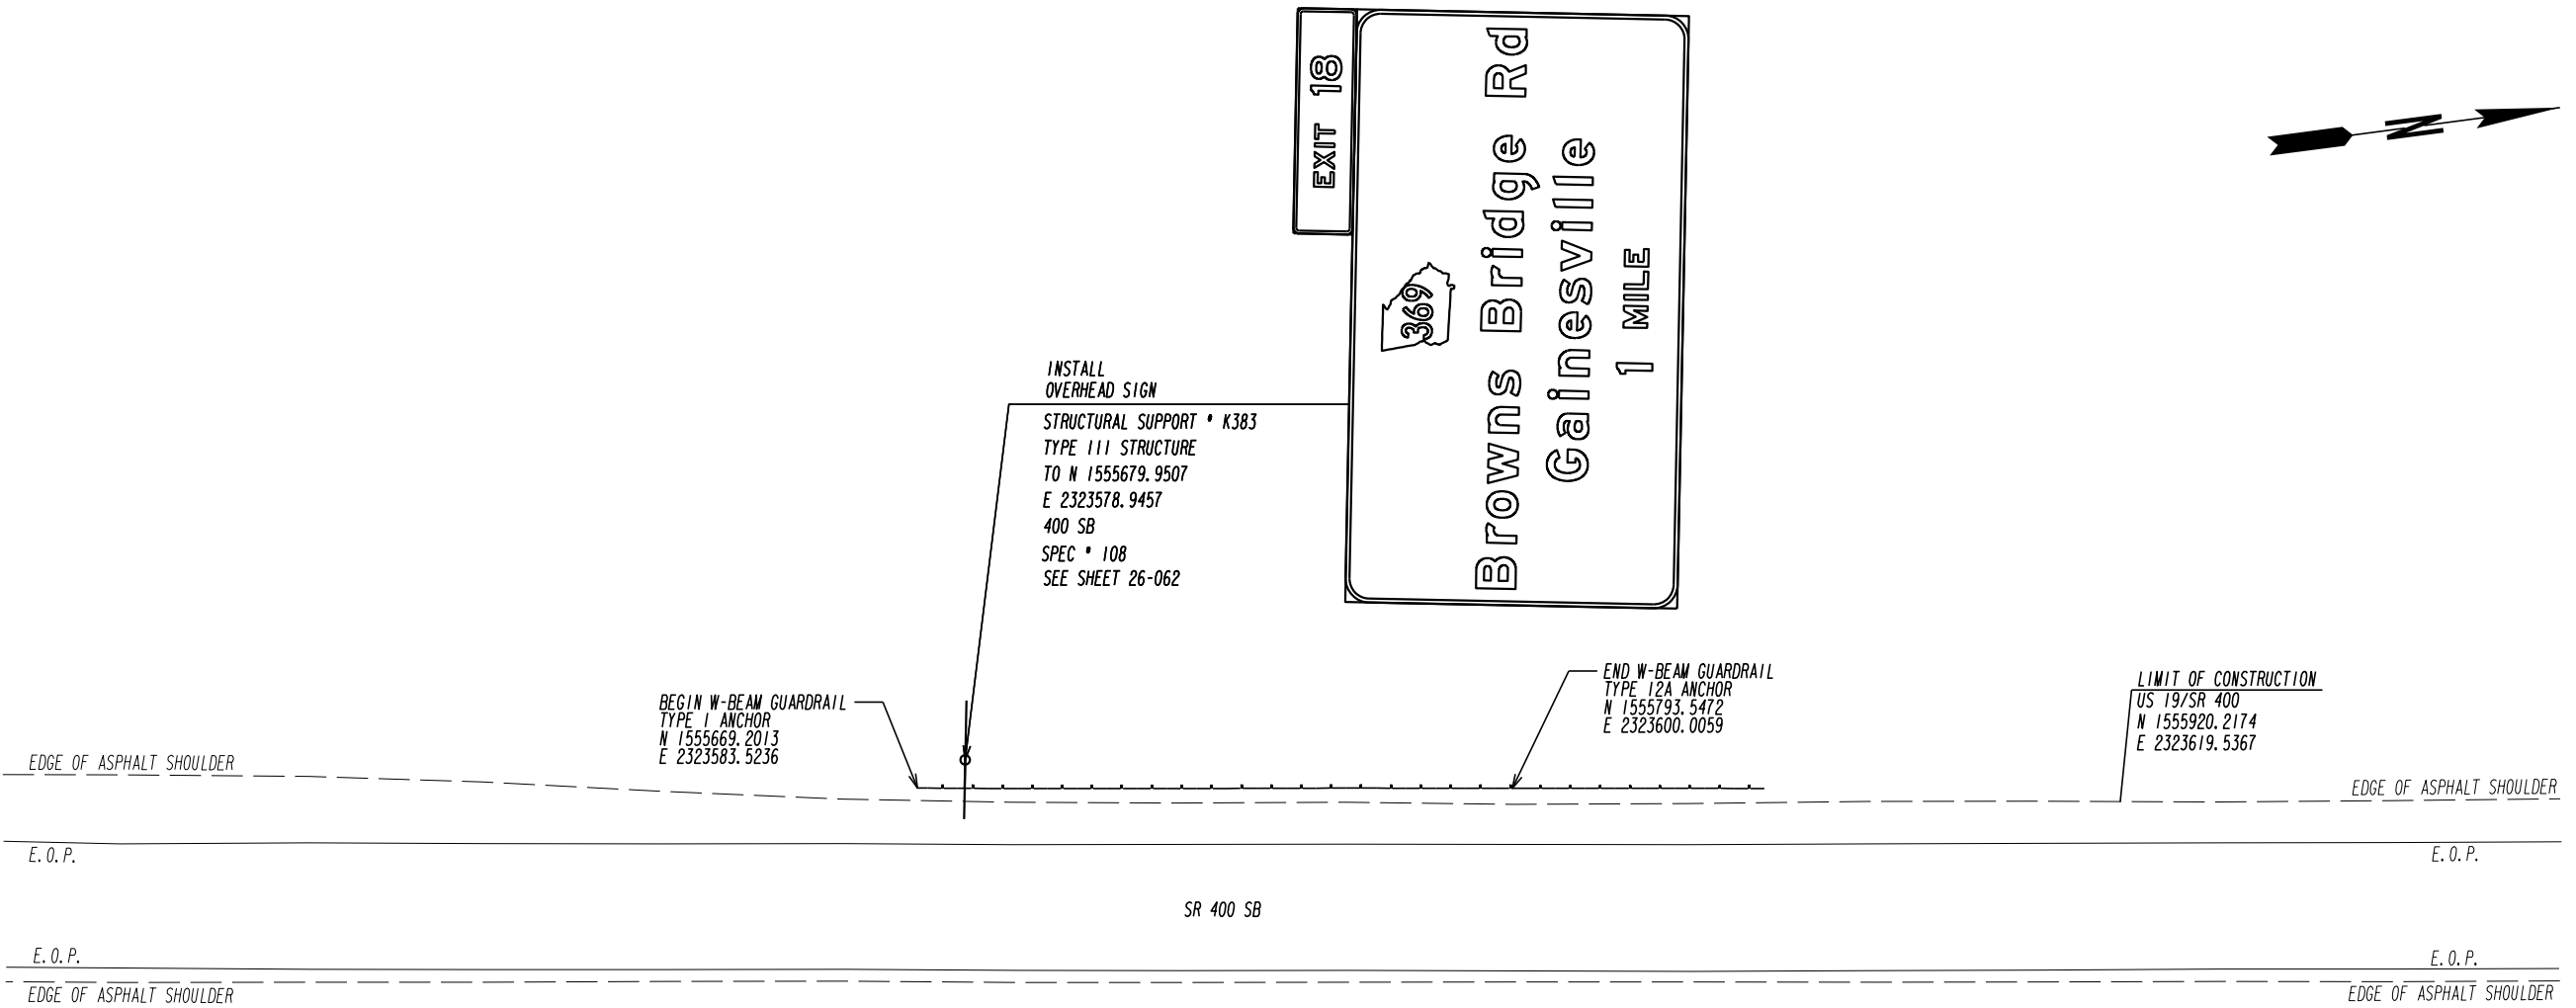 EXIT 18
369
Browns Bridge Rd
Gainesville
1 MILE
N
INSTALL
OVERHEAD SIGN
STRUCTURAL SUPPORT # K383
TYPE III STRUCTURE
TO N 1555679.9507
E 2323578.9457
400 SB
SPEC # 108
SEE SHEET 26-062
BEGIN W-BEAM GUARDRAIL
TYPE 1 ANCHOR
N 1555669.2013
E 2323583.5236
END W-BEAM GUARDRAIL
TYPE 12A ANCHOR
N 1555793.5472
E 2323600.0059
LIMIT OF CONSTRUCTION
US 19/SR 400
N 1555920.2174
E 2323619.5367
EDGE OF ASPHALT SHOULDER
EDGE OF ASPHALT SHOULDER
E.O.P.
E.O.P.
SR 400 SB
E.O.P.
E.O.P.
EDGE OF ASPHALT SHOULDER
EDGE OF ASPHALT SHOULDER